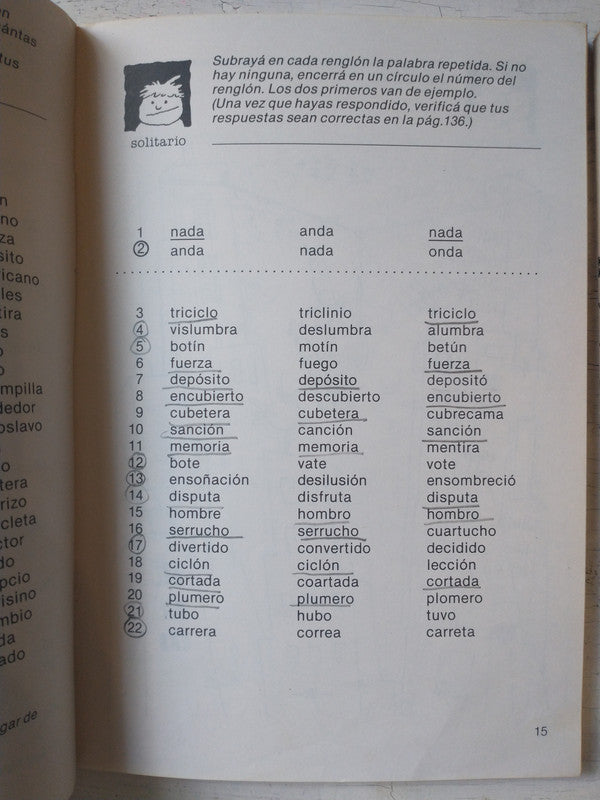 Subrayá en cada renglón la palabra repetida. Si no
hay ninguna, encerrá en un círculo el número del
renglón. Los dos primeros van de ejemplo.
(Una vez que hayas respondido, verificá que tus
respuestas sean correctas en la pág.136.)
solitario
1 nada anda nada
2 anda nada onda
3 triciclo triclinio triciclo
4 vislumbra deslumbra alumbra
5 botín motín betún
6 fuerza fuego fuerza
7 depósito depósito depositó
8 encubierto descubierto encubierto
9 cubetera cubetera cubrecama
10 sanción canción sanción
11 memoria memoria mentira
12 bote vate vote
13 ensoñación desilusión ensombreció
14 disputa disfruta disputa
15 hombre hombro hombro
16 serrucho serrucho cuartucho
17 divertido convertido decidido
18 ciclón ciclón lección
19 cortada coartada cortada
20 plumero plumero plomero
21 tubo hubo tuvo
22 carrera correa carreta
15